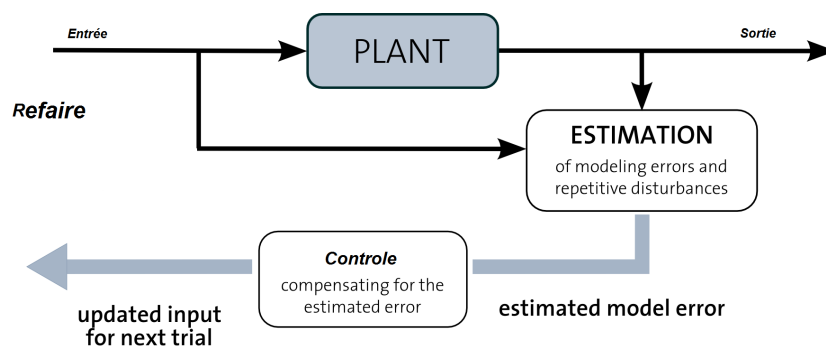 Entrée
PLANT
Sortie
Refaire
ESTIMATION
of modeling errors and
repetitive disturbances
Controle
compensating for the
estimated error
estimated model error
updated input
for next trial